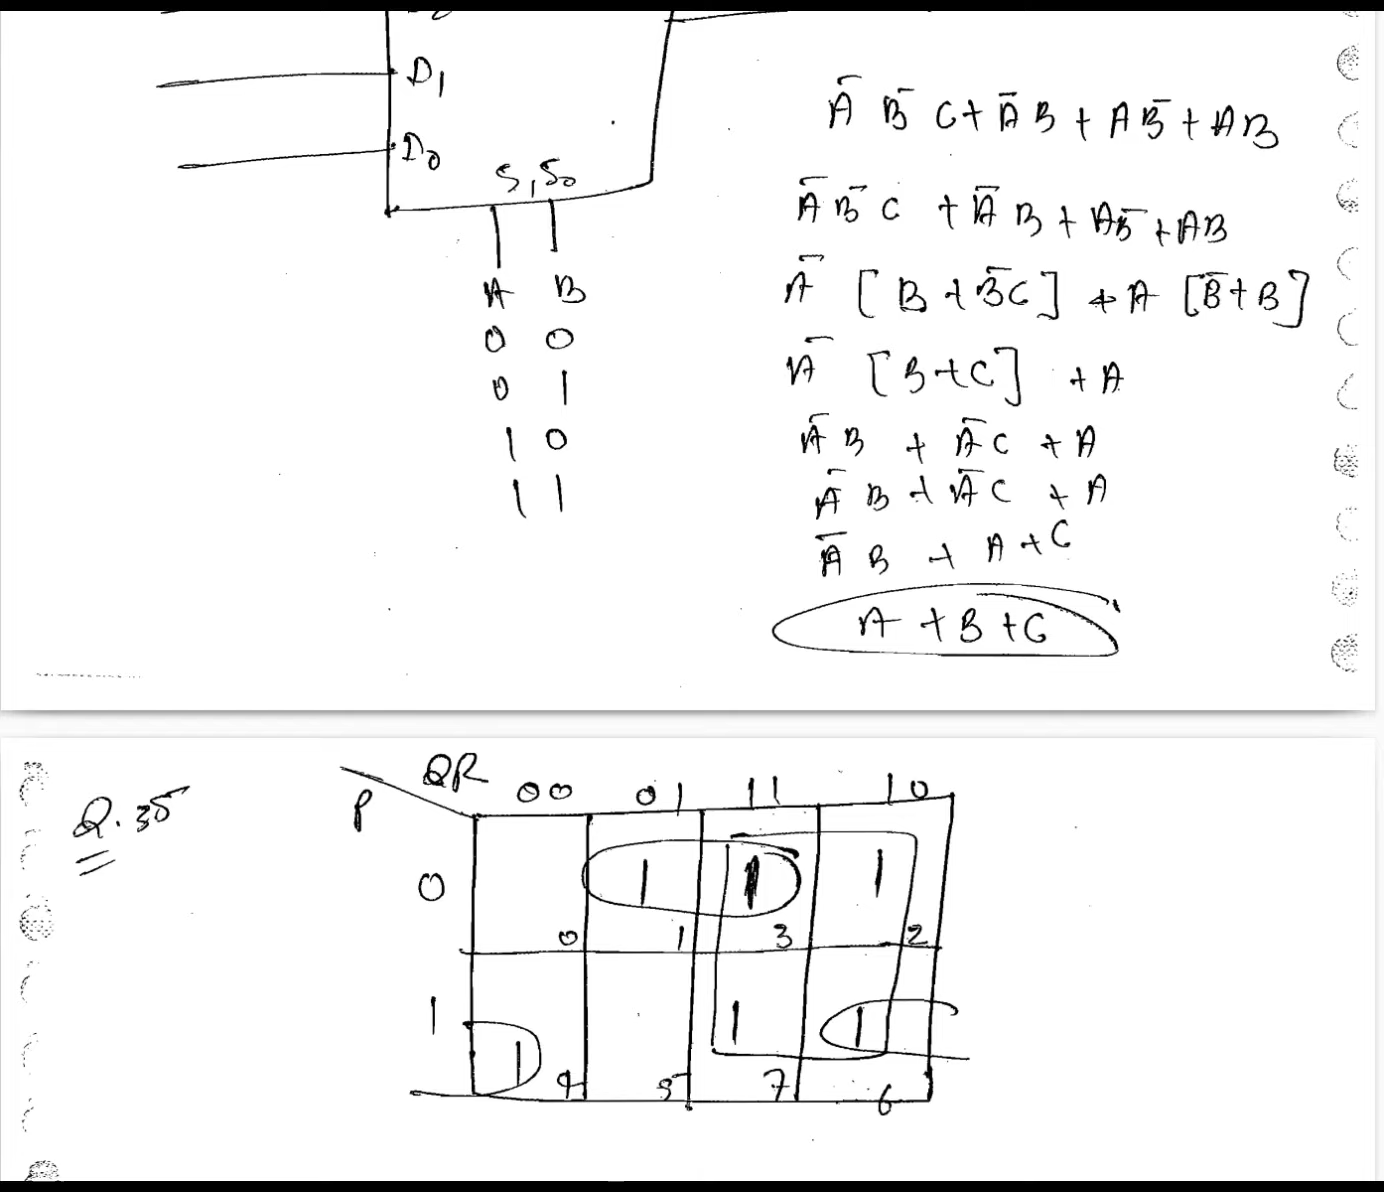 D₁
D₀
S₁ S₀
A B
0 0
0 1
1 0
1 1
A̅ B̅ C + A̅ B + A B̅ + A B
A̅ B̅ C + A̅ B + A B̅ + A B
A̅ [ B + B̅ C ] + A [ B̅ + B ]
A̅ [ B + C ] + A
A̅ B + A̅ C + A
A̅ B + A̅ C + A
A̅ B + A + C
A + B + C
Q. 35
P QR 00 01 11 10
0 1 1 1
0 1 3 2
1 1 1 1
4 5 7 6